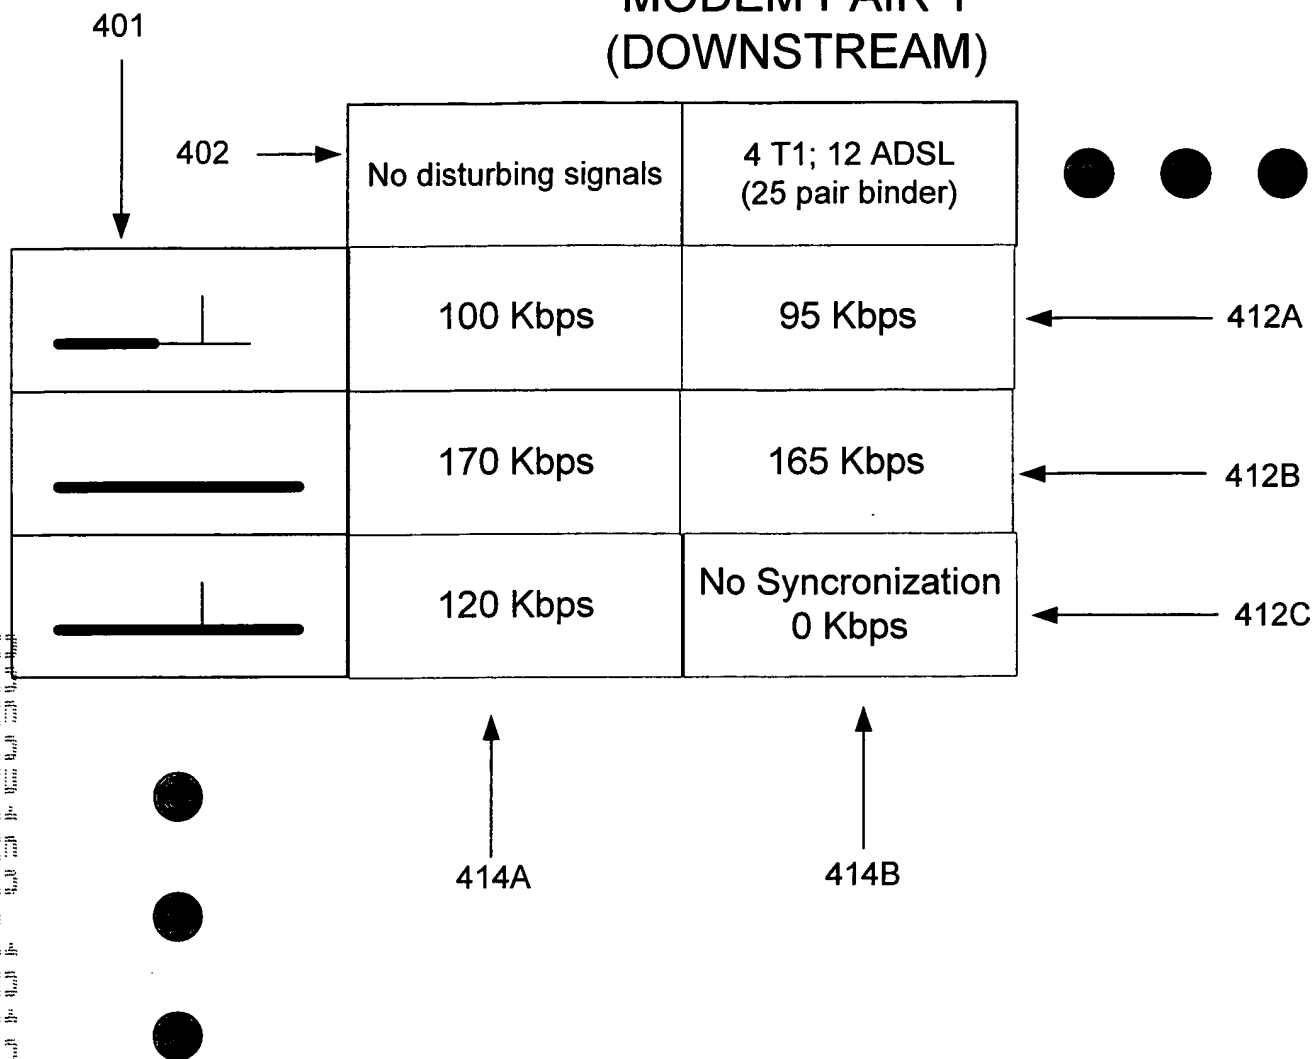 MODEM PAIR 1
(DOWNSTREAM)
401
402
No disturbing signals
4 T1; 12 ADSL
(25 pair binder)
100 Kbps
95 Kbps
412A
170 Kbps
165 Kbps
412B
120 Kbps
No Syncronization
0 Kbps
412C
414A
414B